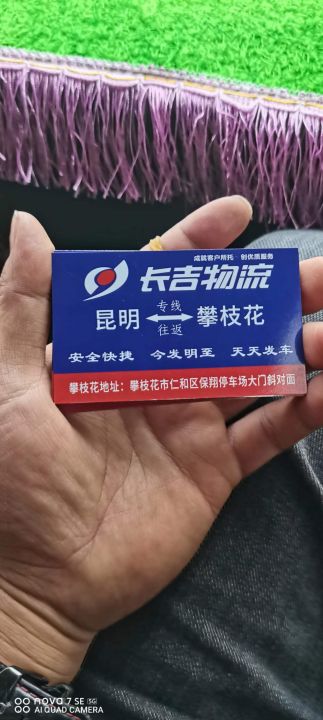 成就客户所托 创优质服务
长吉物流
昆明 专线 往返 攀枝花
安全快捷 今发明至 天天发车
攀枝花地址：攀枝花市仁和区保翔停车场大门斜对面
nova 7 SE 5G
AI QUAD CAMERA